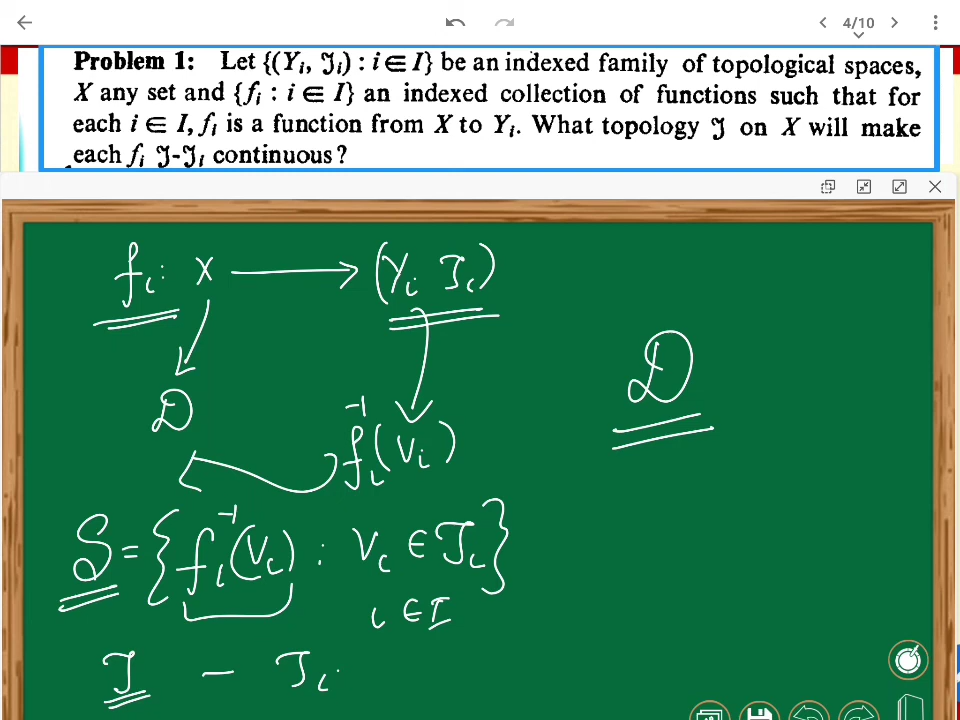 4/10
Problem 1: Let {(Yᵢ, 𝔍ᵢ) : i ∈ I} be an indexed family of topological spaces,
X any set and {fᵢ : i ∈ I} an indexed collection of functions such that for
each i ∈ I, fᵢ is a function from X to Yᵢ. What topology 𝔍 on X will make
each fᵢ 𝔍-𝔍ᵢ continuous?
fᵢ : X ⟶ (Yᵢ 𝔍ᵢ)
D
D
fᵢ⁻¹(Vᵢ)
S = {fᵢ⁻¹(Vᵢ) : Vᵢ ∈ 𝔍ᵢ}
i ∈ I
𝔍 – 𝔍ᵢ